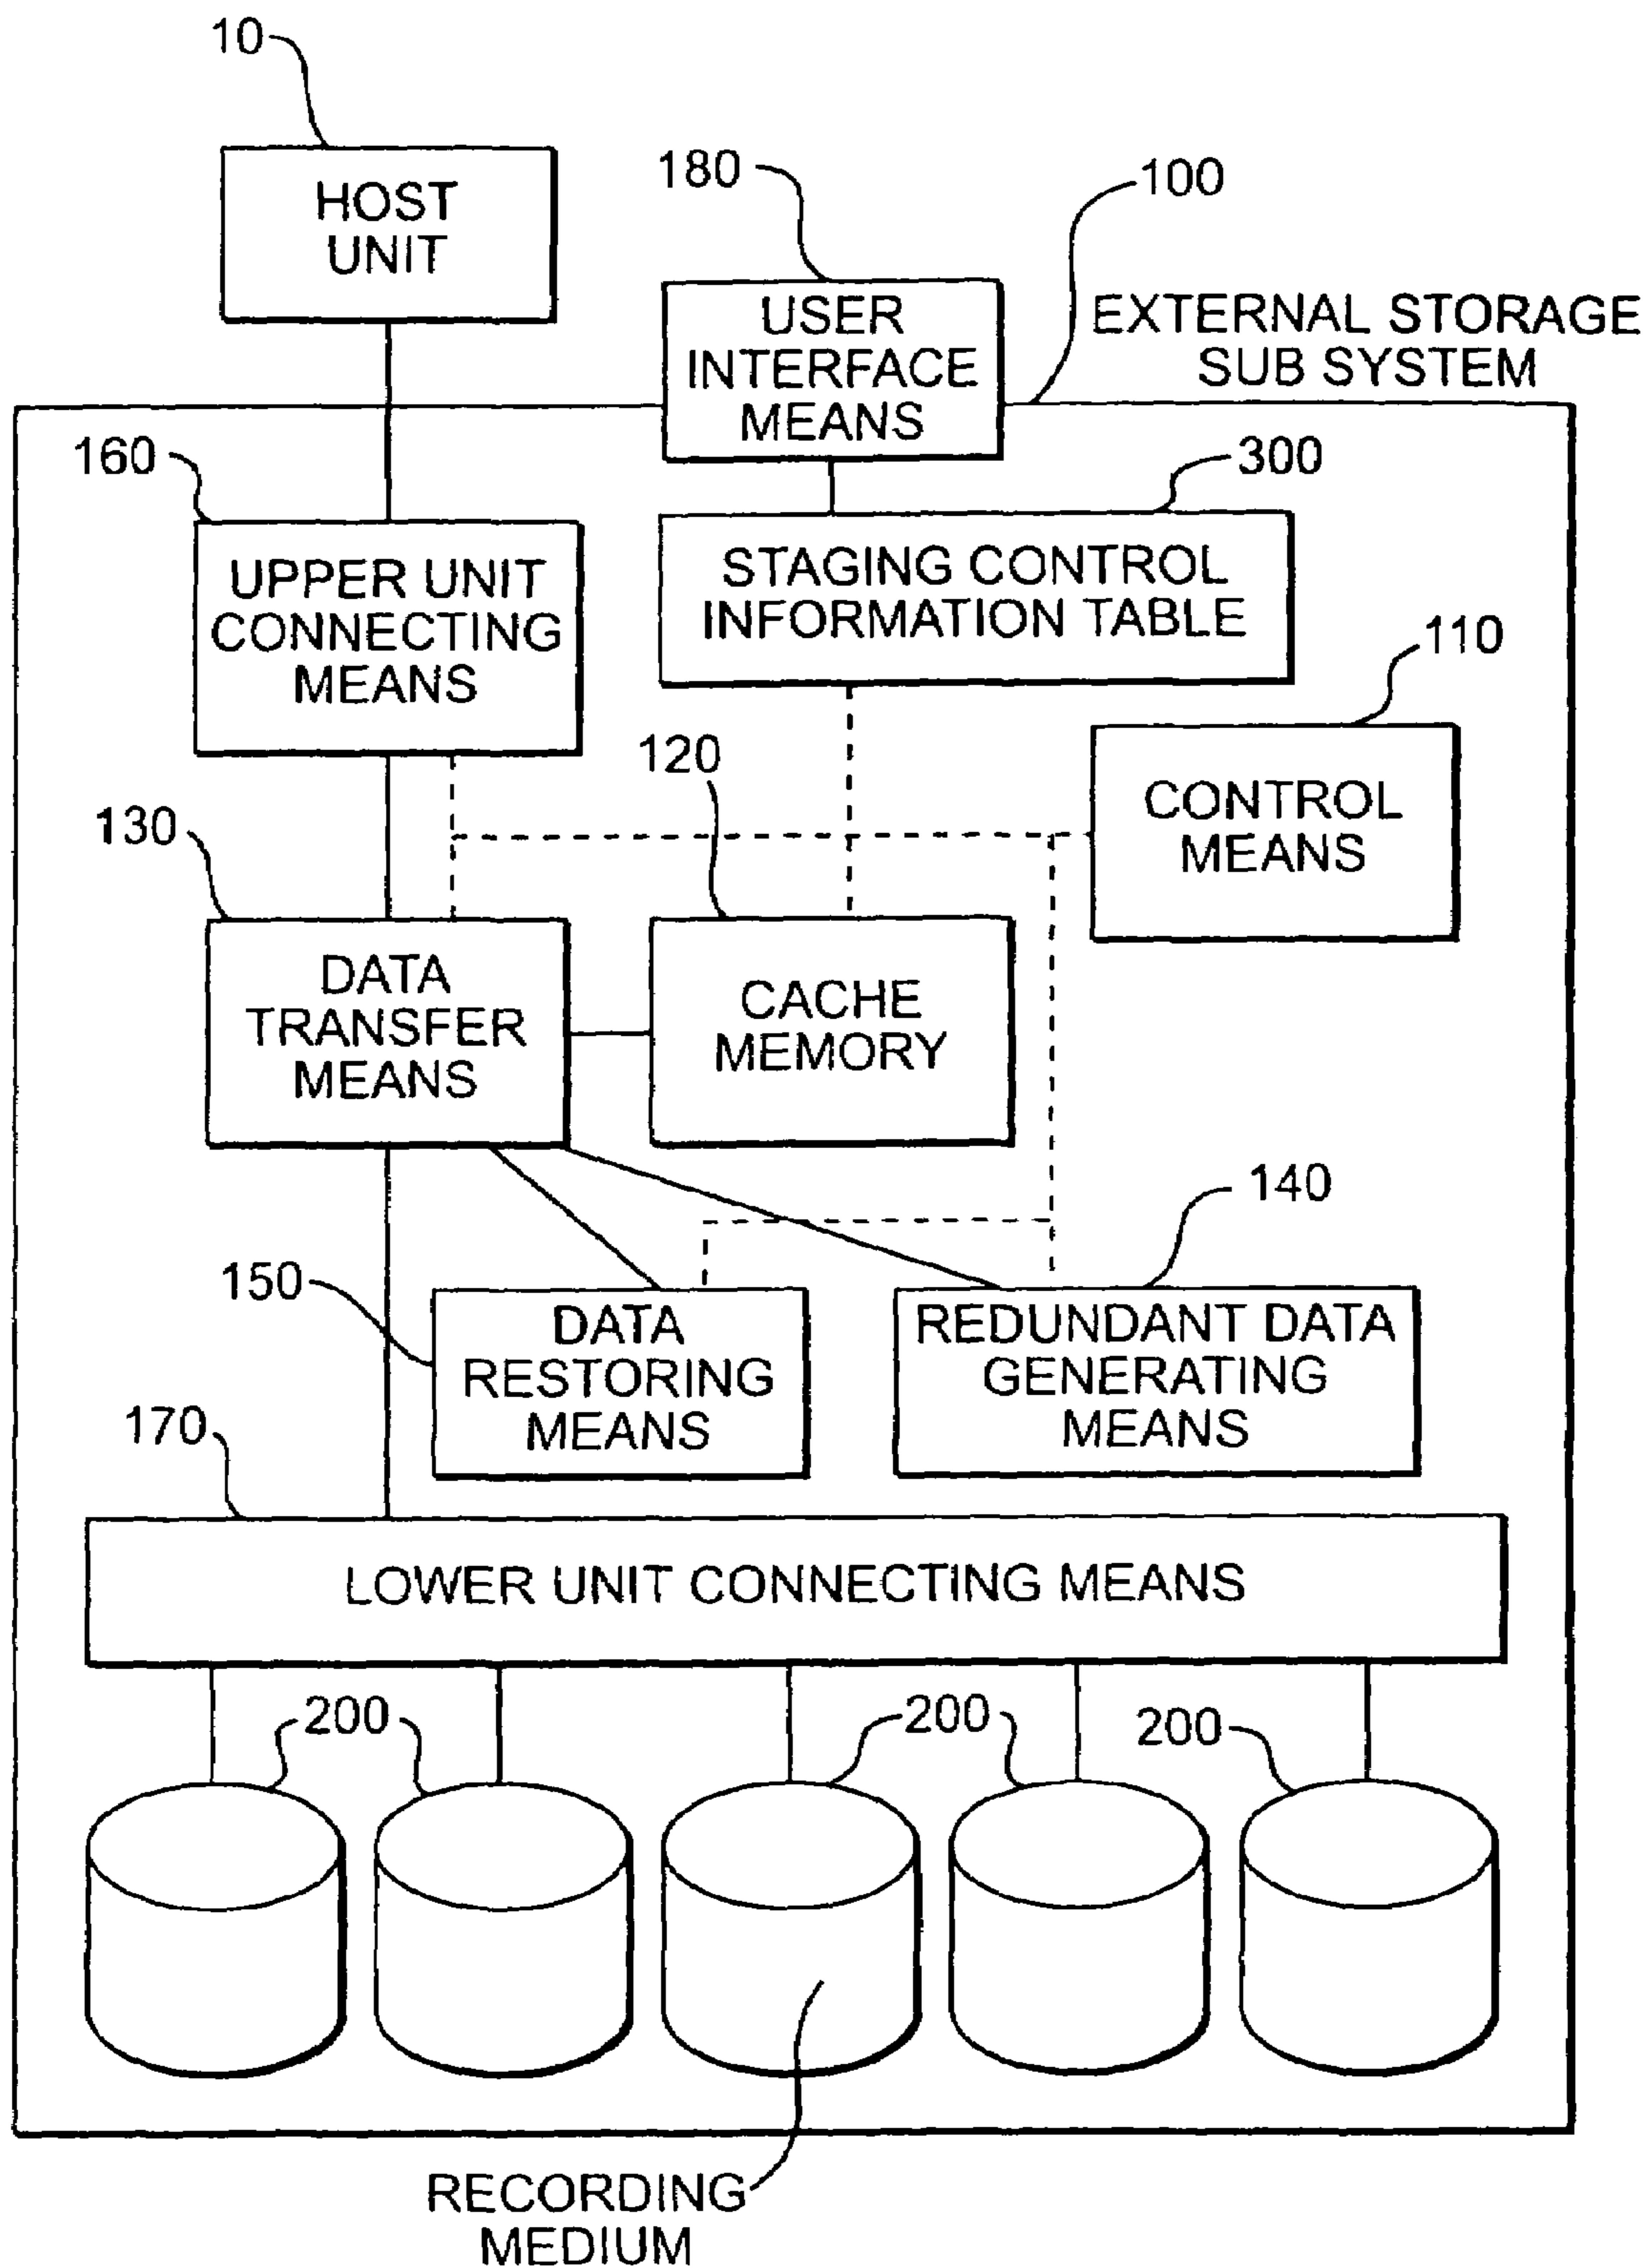 10
HOST
UNIT
180
100
USER
INTERFACE
MEANS
EXTERNAL STORAGE
SUB SYSTEM
160
300
UPPER UNIT
CONNECTING
MEANS
STAGING CONTROL
INFORMATION TABLE
110
120
CONTROL
MEANS
130
DATA
TRANSFER
MEANS
CACHE
MEMORY
140
150
DATA
RESTORING
MEANS
REDUNDANT DATA
GENERATING
MEANS
170
LOWER UNIT CONNECTING MEANS
200
200
200
RECORDING
MEDIUM